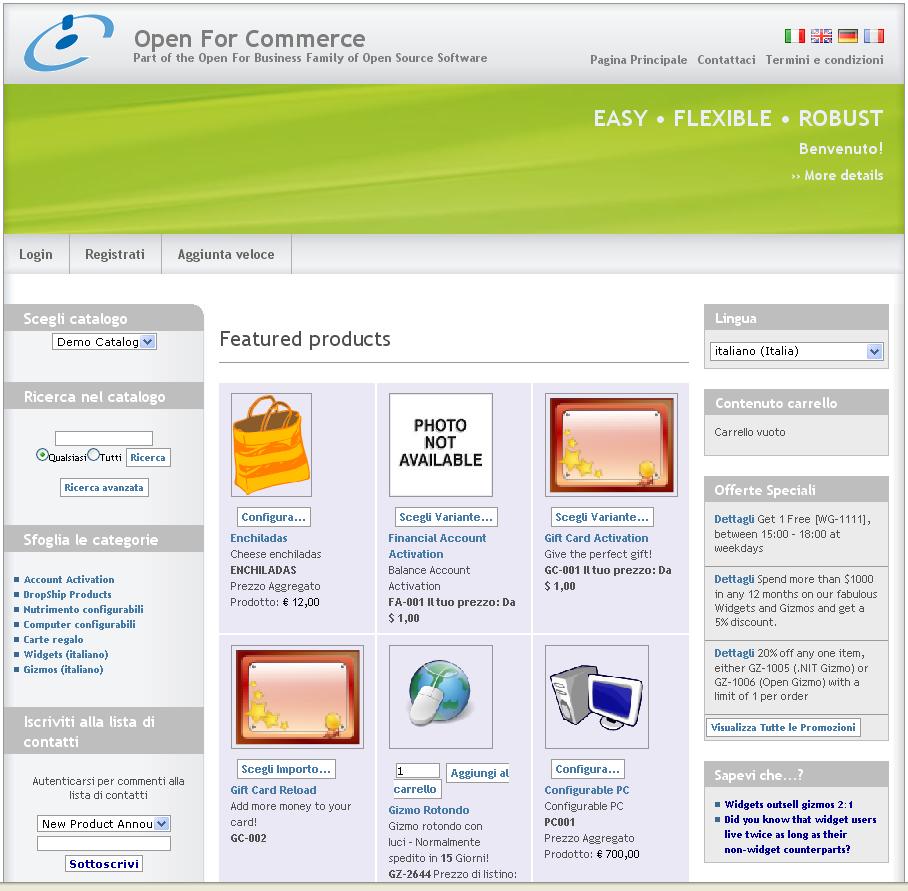 Open For Commerce
Part of the Open For Business Family of Open Source Software
Pagina Principale Contattaci Termini e condizioni
EASY • FLEXIBLE • ROBUST
Benvenuto!
›› More details
Login Registrati Aggiunta veloce
Scegli catalogo
Demo Catalog
Ricerca nel catalogo
Qualsiasi Tutti Ricerca
Ricerca avanzata
Sfoglia le categorie
Account Activation
DropShip Products
Nutrimento configurabili
Computer configurabili
Carte regalo
Widgets (italiano)
Gizmos (italiano)
Iscriviti alla lista di
contatti
Autenticarsi per commenti alla
lista di contatti
New Product Annou
Sottoscrivi
Featured products
Configura...
Enchiladas
Cheese enchiladas
ENCHILADAS
Prezzo Aggregato
Prodotto: € 12,00
PHOTO
NOT
AVAILABLE
Scegli Variante...
Financial Account
Activation
Balance Account
Activation
FA-001 Il tuo prezzo: Da
$ 1,00
Scegli Variante...
Gift Card Activation
Give the perfect gift!
GC-001 Il tuo prezzo: Da
$ 1,00
Scegli Importo...
Gift Card Reload
Add more money to your
card!
GC-002
1 Aggiungi al
carrello
Gizmo Rotondo
Gizmo rotondo con
luci - Normalmente
spedito in 15 Giorni!
GZ-2644 Prezzo di listino:
Configura...
Configurable PC
Configurable PC
PC001
Prezzo Aggregato
Prodotto: € 700,00
Lingua
italiano (Italia)
Contenuto carrello
Carrello vuoto
Offerte Speciali
Dettagli Get 1 Free [WG-1111],
between 15:00 - 18:00 at
weekdays
Dettagli Spend more than $1000
in any 12 months on our fabulous
Widgets and Gizmos and get a
5% discount.
Dettagli 20% off any one item,
either GZ-1005 (.NIT Gizmo) or
GZ-1006 (Open Gizmo) with a
limit of 1 per order
Visualizza Tutte le Promozioni
Sapevi che...?
Widgets outsell gizmos 2:1
Did you know that widget users
live twice as long as their
non-widget counterparts?